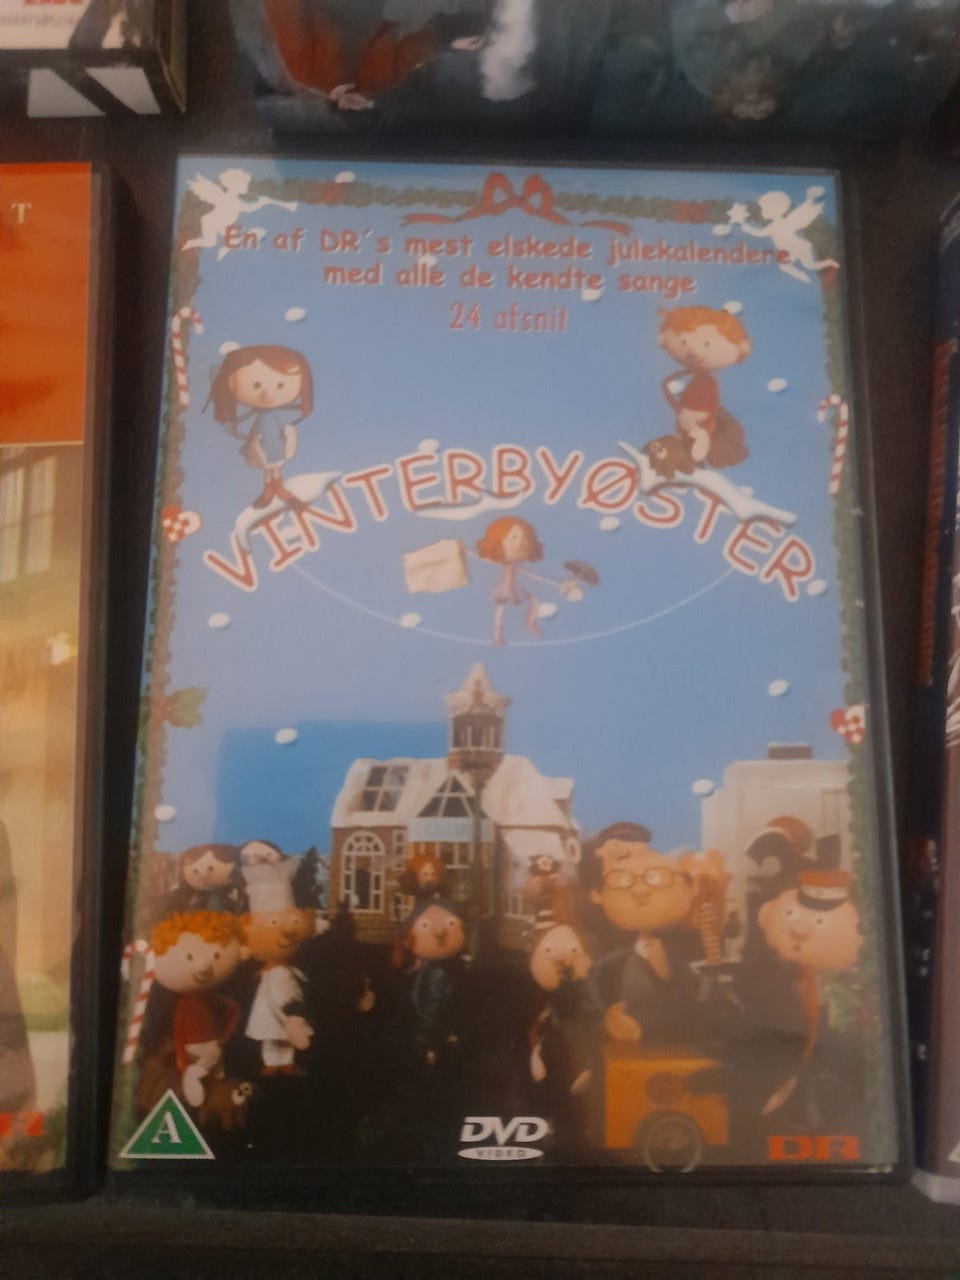 T
En af DR´s mest elskede julekalendere
med alle de kendte sange
24 afsnit
VINTERBYØSTER
A
DVD
VIDEO
DR